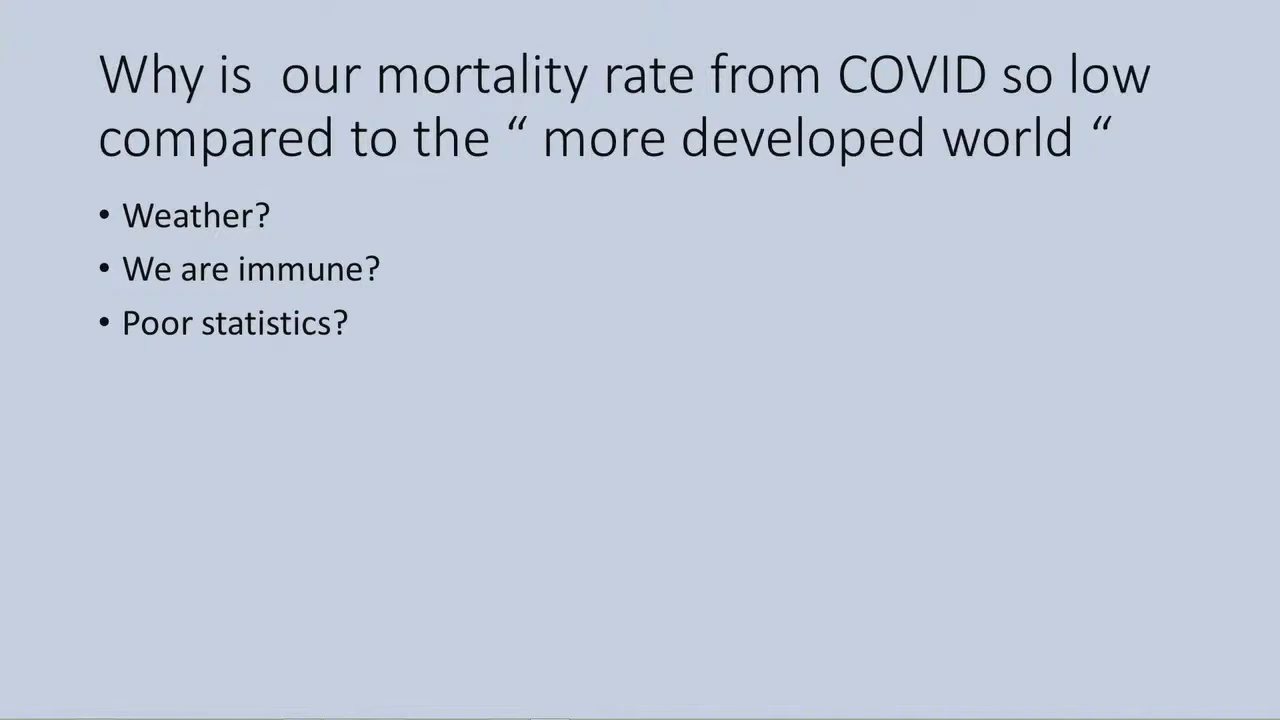 Why is  our mortality rate from COVID so low
compared to the “ more developed world “
• Weather?
• We are immune?
• Poor statistics?